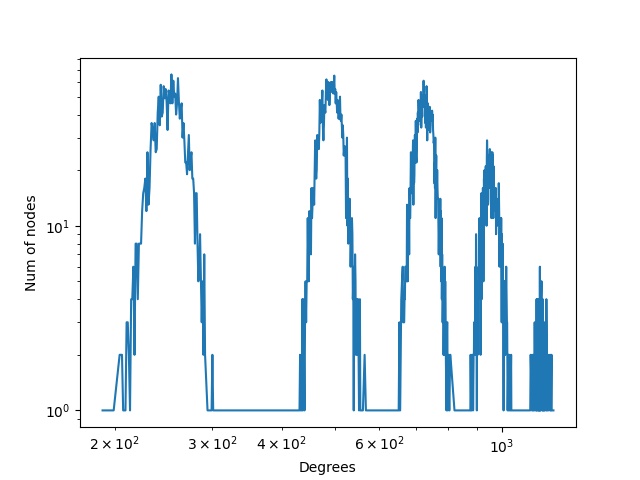 Num of nodes
10¹
10⁰
2 × 10² 3 × 10² 4 × 10² 6 × 10² 10³
Degrees